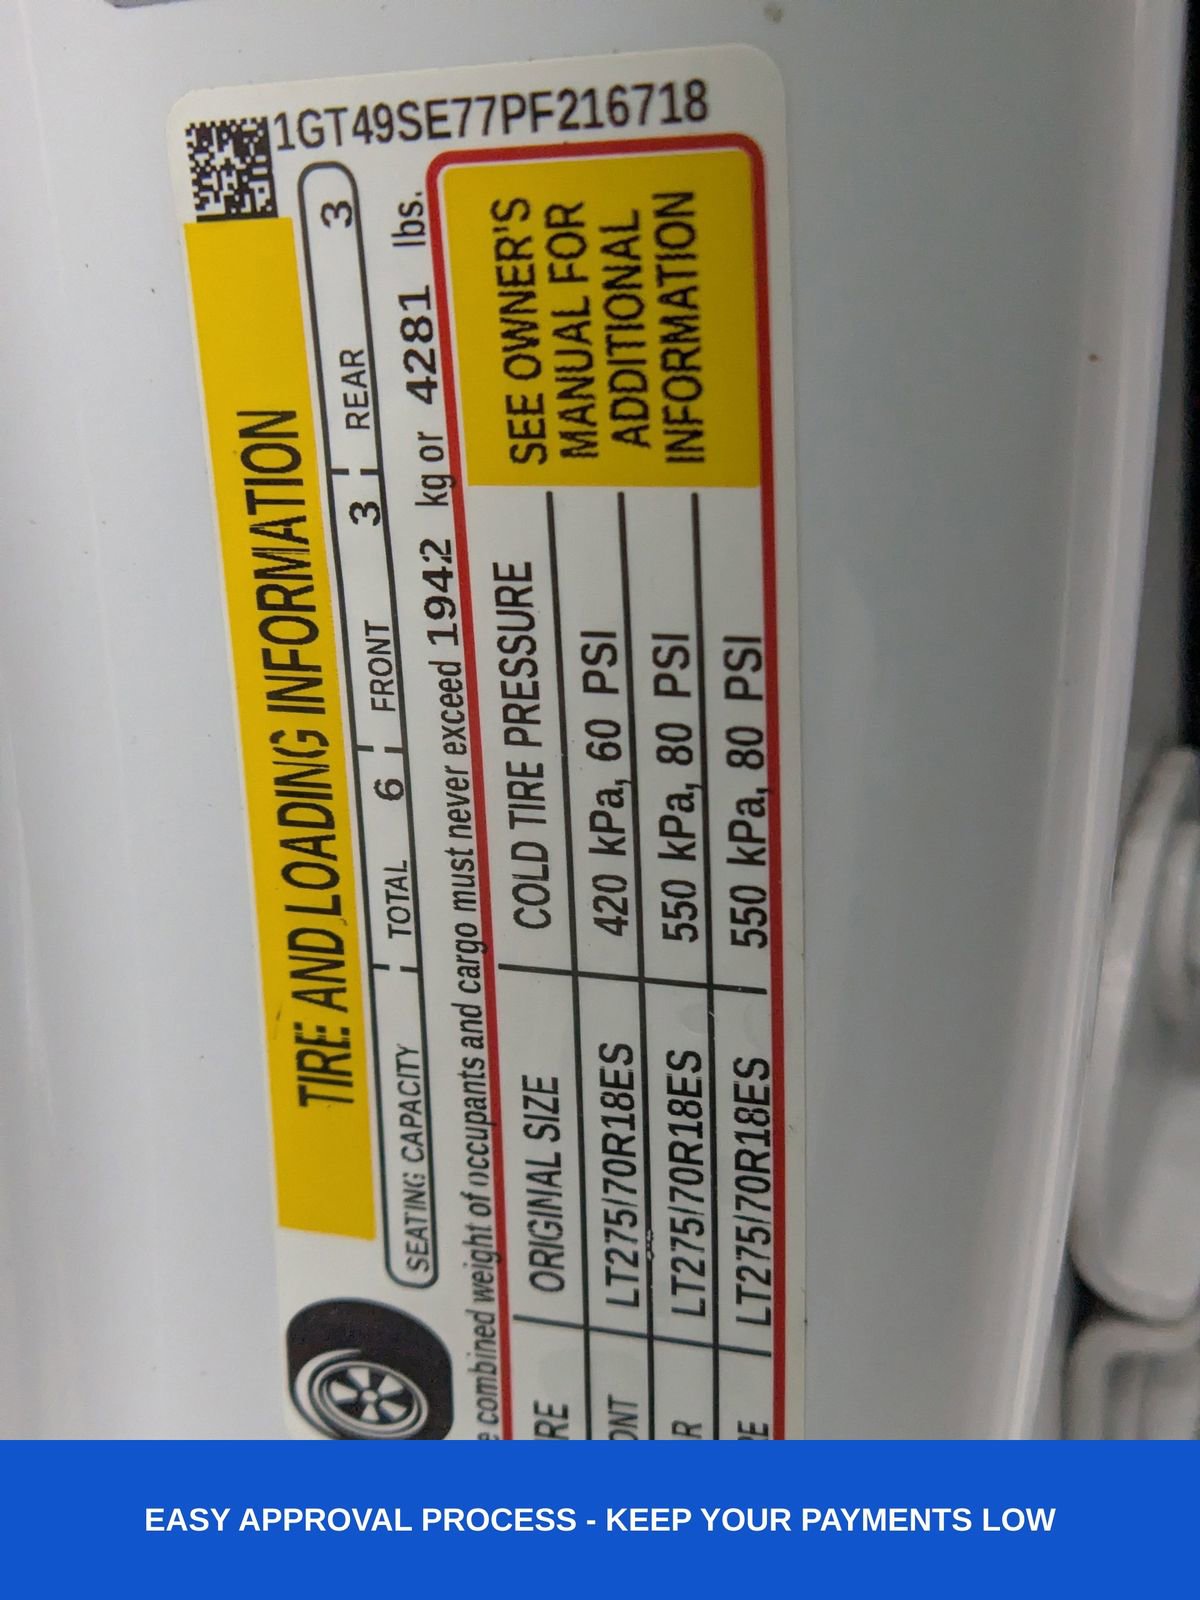 1GT49SE77PF216718
TIRE AND LOADING INFORMATION
SEATING CAPACITY TOTAL 6 FRONT 3 REAR 3
combined weight of occupants and cargo must never exceed 1942 kg or 4281 lbs.
ORIGINAL SIZE COLD TIRE PRESSURE
LT275/70R18ES 420 kPa, 60 PSI
LT275/70R18ES 550 kPa, 80 PSI
LT275/70R18ES 550 kPa, 80 PSI
SEE OWNER'S
MANUAL FOR
ADDITIONAL
INFORMATION
EASY APPROVAL PROCESS - KEEP YOUR PAYMENTS LOW